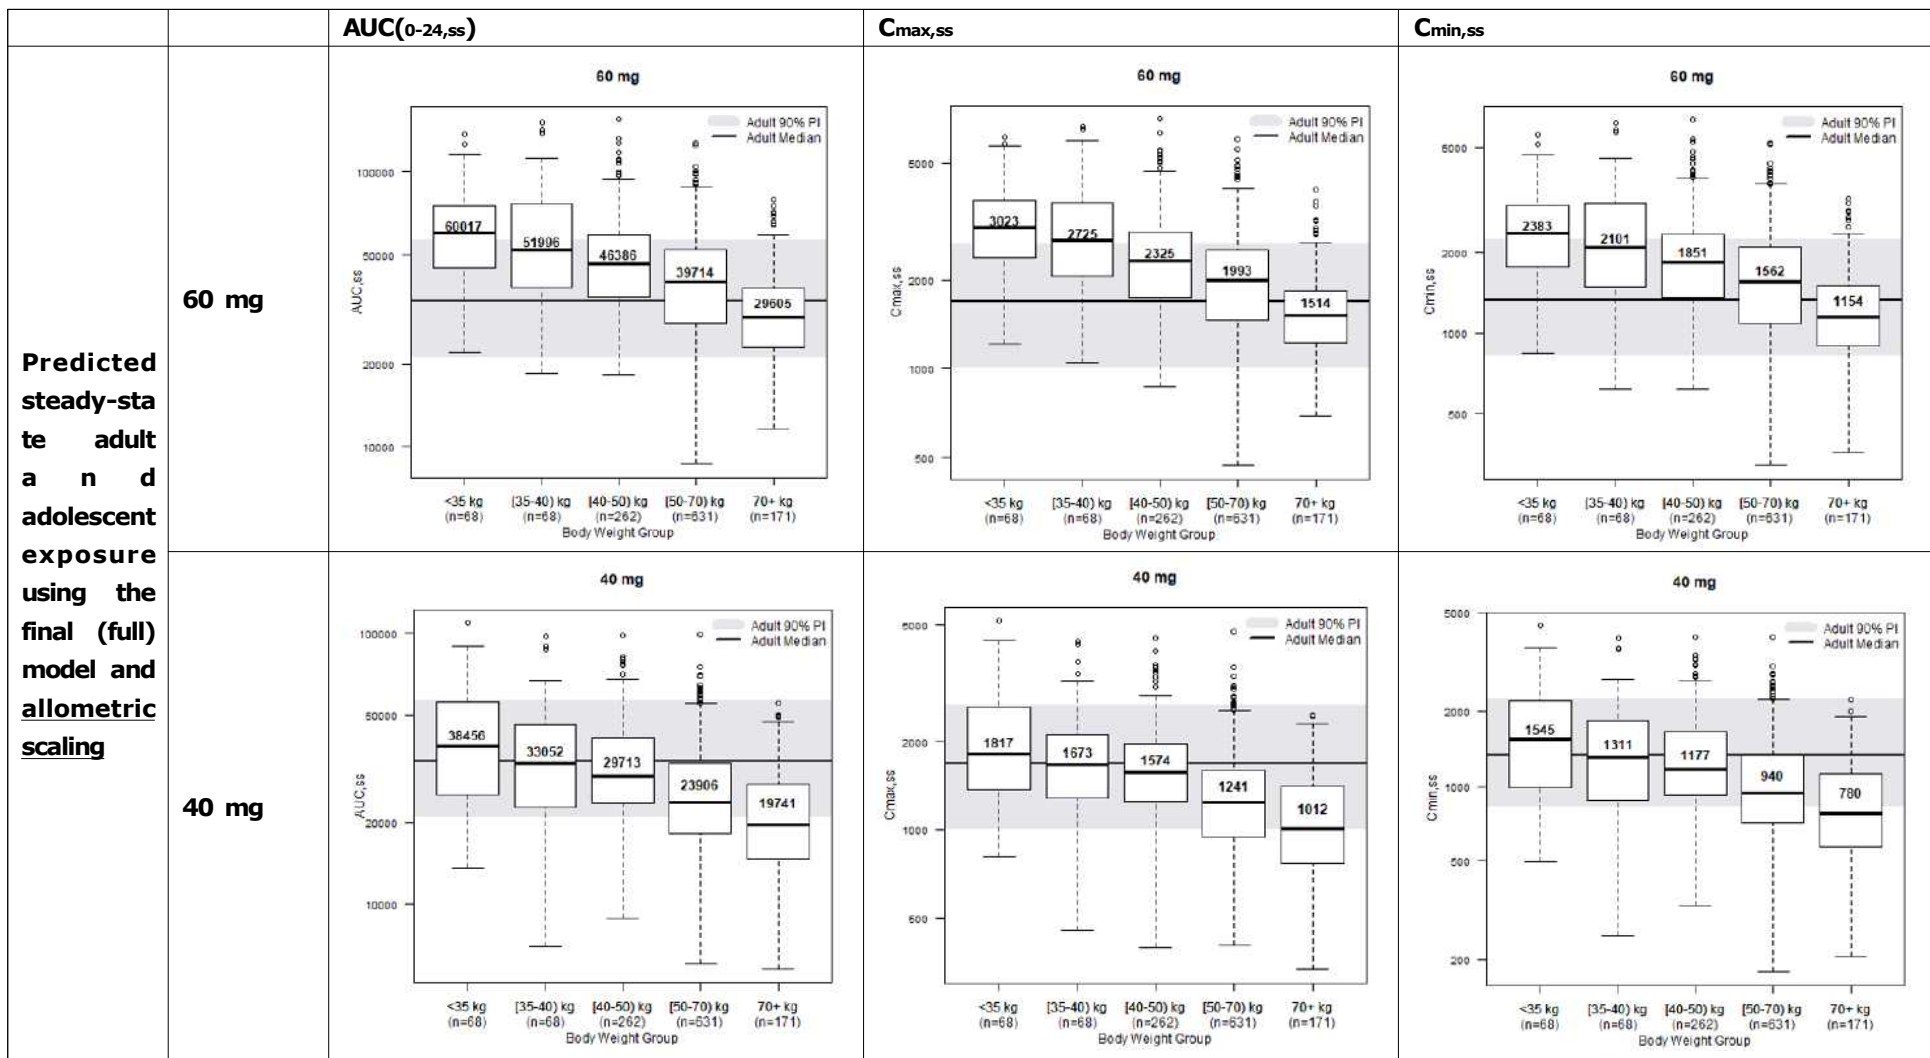 AUC(0-24,ss)
Cmax,ss
Cmin,ss
Predicted
steady-sta
te adult
a n d
adolescent
exposure
using the
final (full)
model and
allometric
scaling
60 mg
60 mg
Adult 90% PI
Adult Median
AUC,ss
100000
50000
20000
10000
60017
51996
46386
39714
29605
<35 kg [35-40) kg [40-50) kg [50-70) kg 70+ kg
(n=68) (n=68) (n=262) (n=631) (n=171)
Body Weight Group
60 mg
Adult 90% PI
Adult Median
Cmax,ss
5000
2000
1000
500
3023
2725
2325
1993
1514
<35 kg [35-40) kg [40-50) kg [50-70) kg 70+ kg
(n=68) (n=68) (n=262) (n=631) (n=171)
Body Weight Group
60 mg
Adult 90% PI
Adult Median
Cmin,ss
5000
2000
1000
500
2383
2101
1851
1562
1154
<35 kg [35-40) kg [40-50) kg [50-70) kg 70+ kg
(n=68) (n=68) (n=262) (n=631) (n=171)
Body Weight Group
40 mg
40 mg
Adult 90% PI
Adult Median
AUC,ss
100000
50000
20000
10000
38456
33052
29713
23906
19741
<35 kg [35-40) kg [40-50) kg [50-70) kg 70+ kg
(n=68) (n=68) (n=262) (n=631) (n=171)
Body Weight Group
40 mg
Adult 90% PI
Adult Median
Cmax,ss
5000
2000
1000
500
1817
1673
1574
1241
1012
<35 kg [35-40) kg [40-50) kg [50-70) kg 70+ kg
(n=68) (n=68) (n=262) (n=631) (n=171)
Body Weight Group
40 mg
Adult 90% PI
Adult Median
Cmin,ss
5000
2000
1000
500
200
1545
1311
1177
940
780
<35 kg [35-40) kg [40-50) kg [50-70) kg 70+ kg
(n=68) (n=68) (n=262) (n=631) (n=171)
Body Weight Group